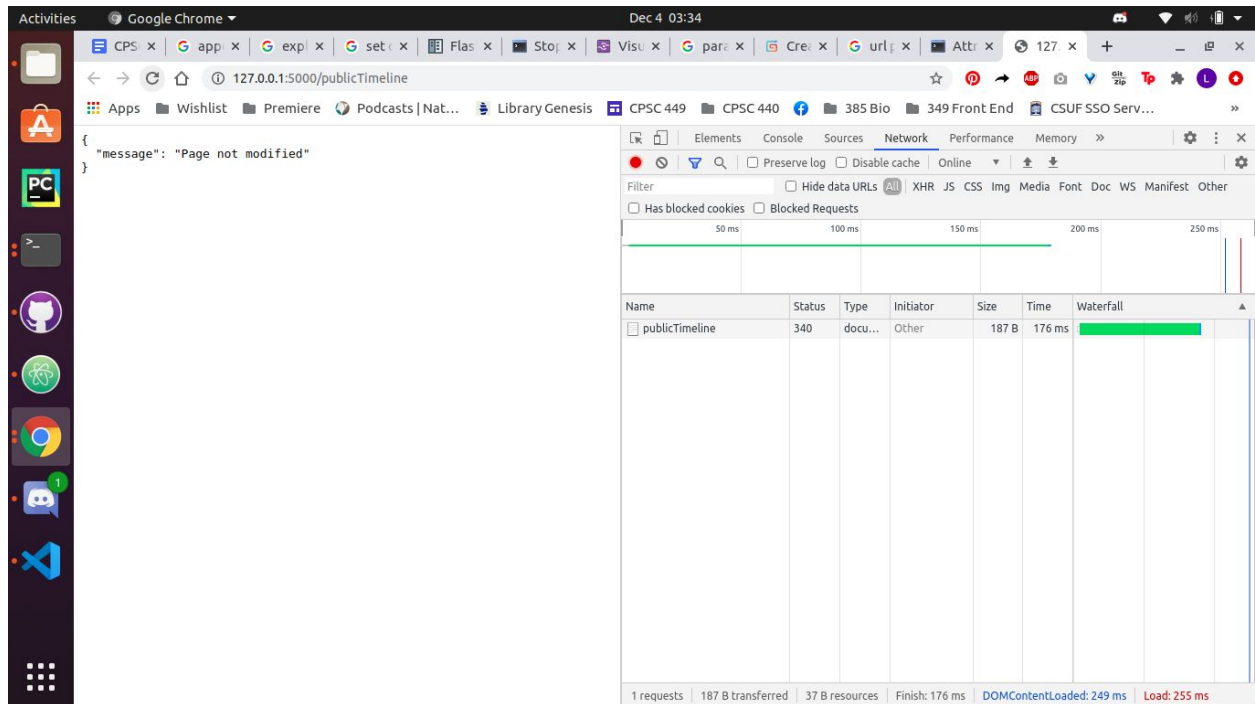 Activities Google Chrome Dec 4 03:34
CPS app expl set c Flas Stop Visu para Crea url p Attr 127.
127.0.0.1:5000/publicTimeline ABP Git Zip Tp L
Apps Wishlist Premiere Podcasts | Nat... Library Genesis CPSC 449 CPSC 440 385 Bio 349 Front End CSUF SSO Serv... »
{
"message": "Page not modified"
}
Elements Console Sources Network Performance Memory »
Preserve log Disable cache Online
Filter Hide data URLs All XHR JS CSS Img Media Font Doc WS Manifest Other
Has blocked cookies Blocked Requests
50 ms 100 ms 150 ms 200 ms 250 ms
Name Status Type Initiator Size Time Waterfall
publicTimeline 340 docu... Other 187 B 176 ms
1 requests 187 B transferred 37 B resources Finish: 176 ms DOMContentLoaded: 249 ms Load: 255 ms
PC
1